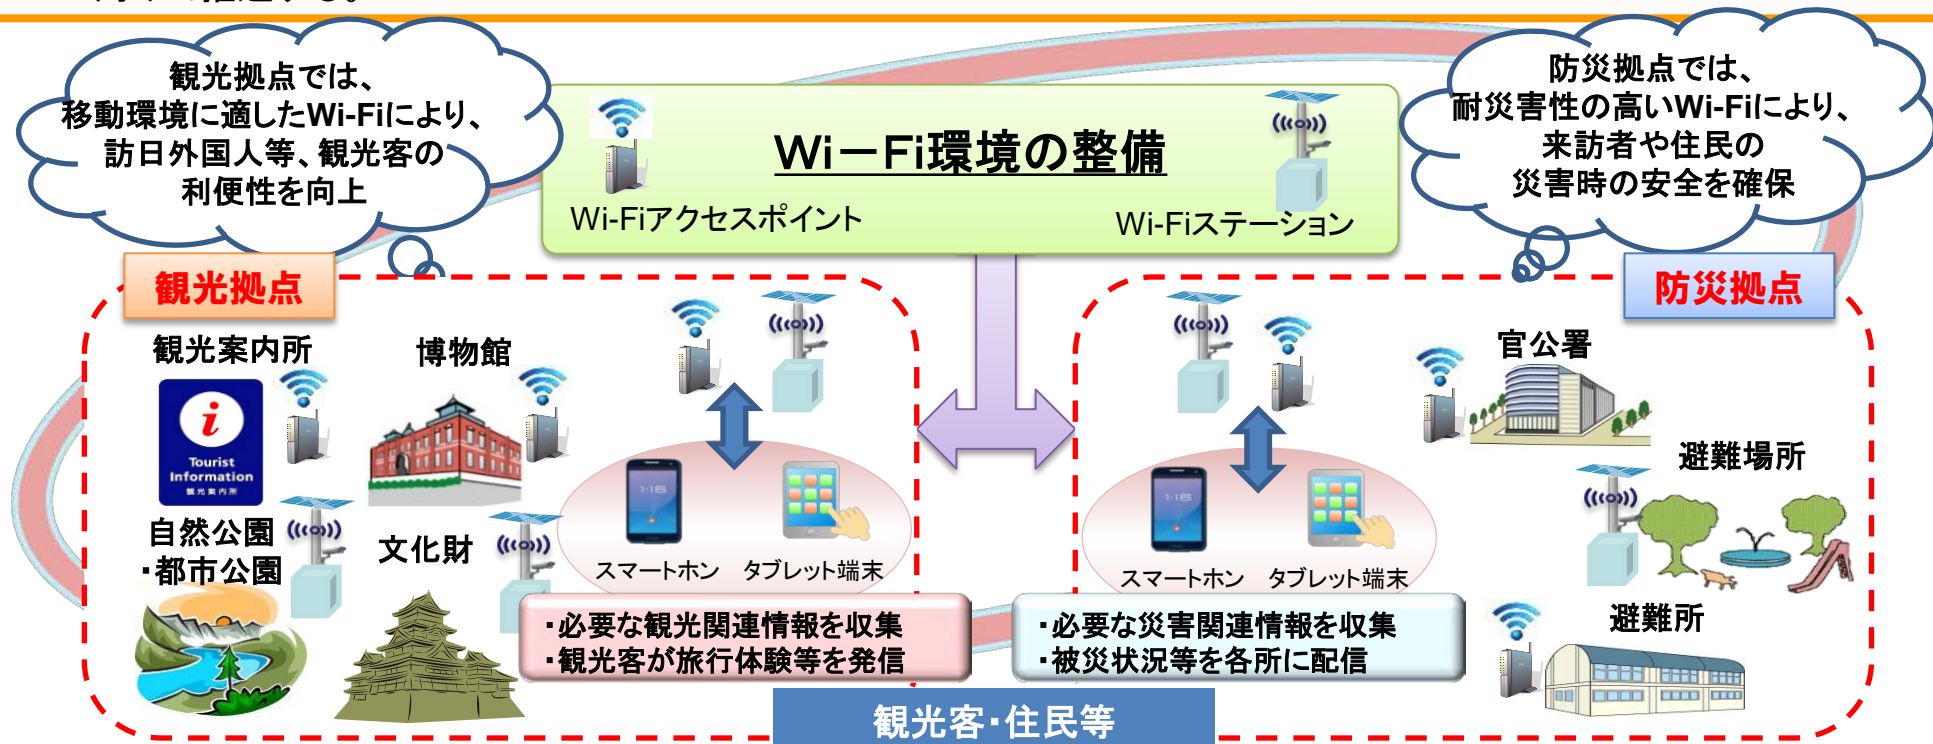 観光拠点では、
移動環境に適したWi-Fiにより、
訪日外国人等、観光客の
利便性を向上
Wi－Fi環境の整備
Wi-Fiアクセスポイント
Wi-Fiステーション
防災拠点では、
耐災害性の高いWi-Fiにより、
来訪者や住民の
災害時の安全を確保
観光拠点
観光案内所
博物館
i
Tourist
Information
観光案内所
自然公園
・都市公園
文化財
1:16
スマートホン
タブレット端末
・必要な観光関連情報を収集
・観光客が旅行体験等を発信
防災拠点
官公署
避難場所
避難所
1:16
スマートホン
タブレット端末
・必要な災害関連情報を収集
・被災状況等を各所に配信
観光客・住民等